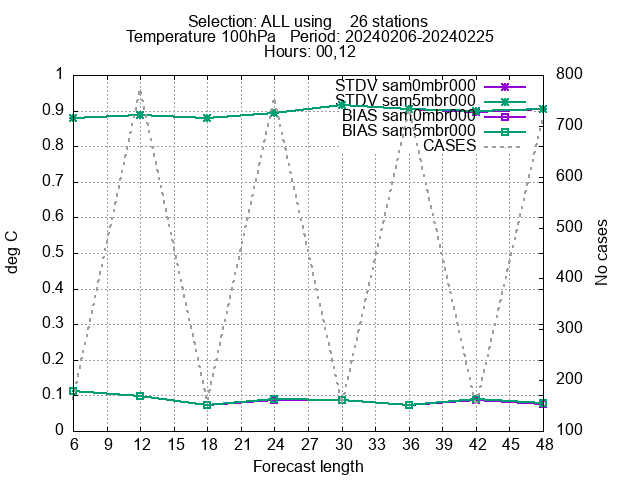 Selection: ALL using    26 stations
Temperature 100hPa   Period: 20240206-20240225
Hours: 00,12
STDV sam0mbr000
STDV sam5mbr000
BIAS sam0mbr000
BIAS sam5mbr000
CASES
1
0.9
0.8
0.7
0.6
0.5
0.4
0.3
0.2
0.1
0
deg C
800
700
600
500
400
300
200
100
No cases
6 9 12 15 18 21 24 27 30 33 36 39 42 45 48
Forecast length